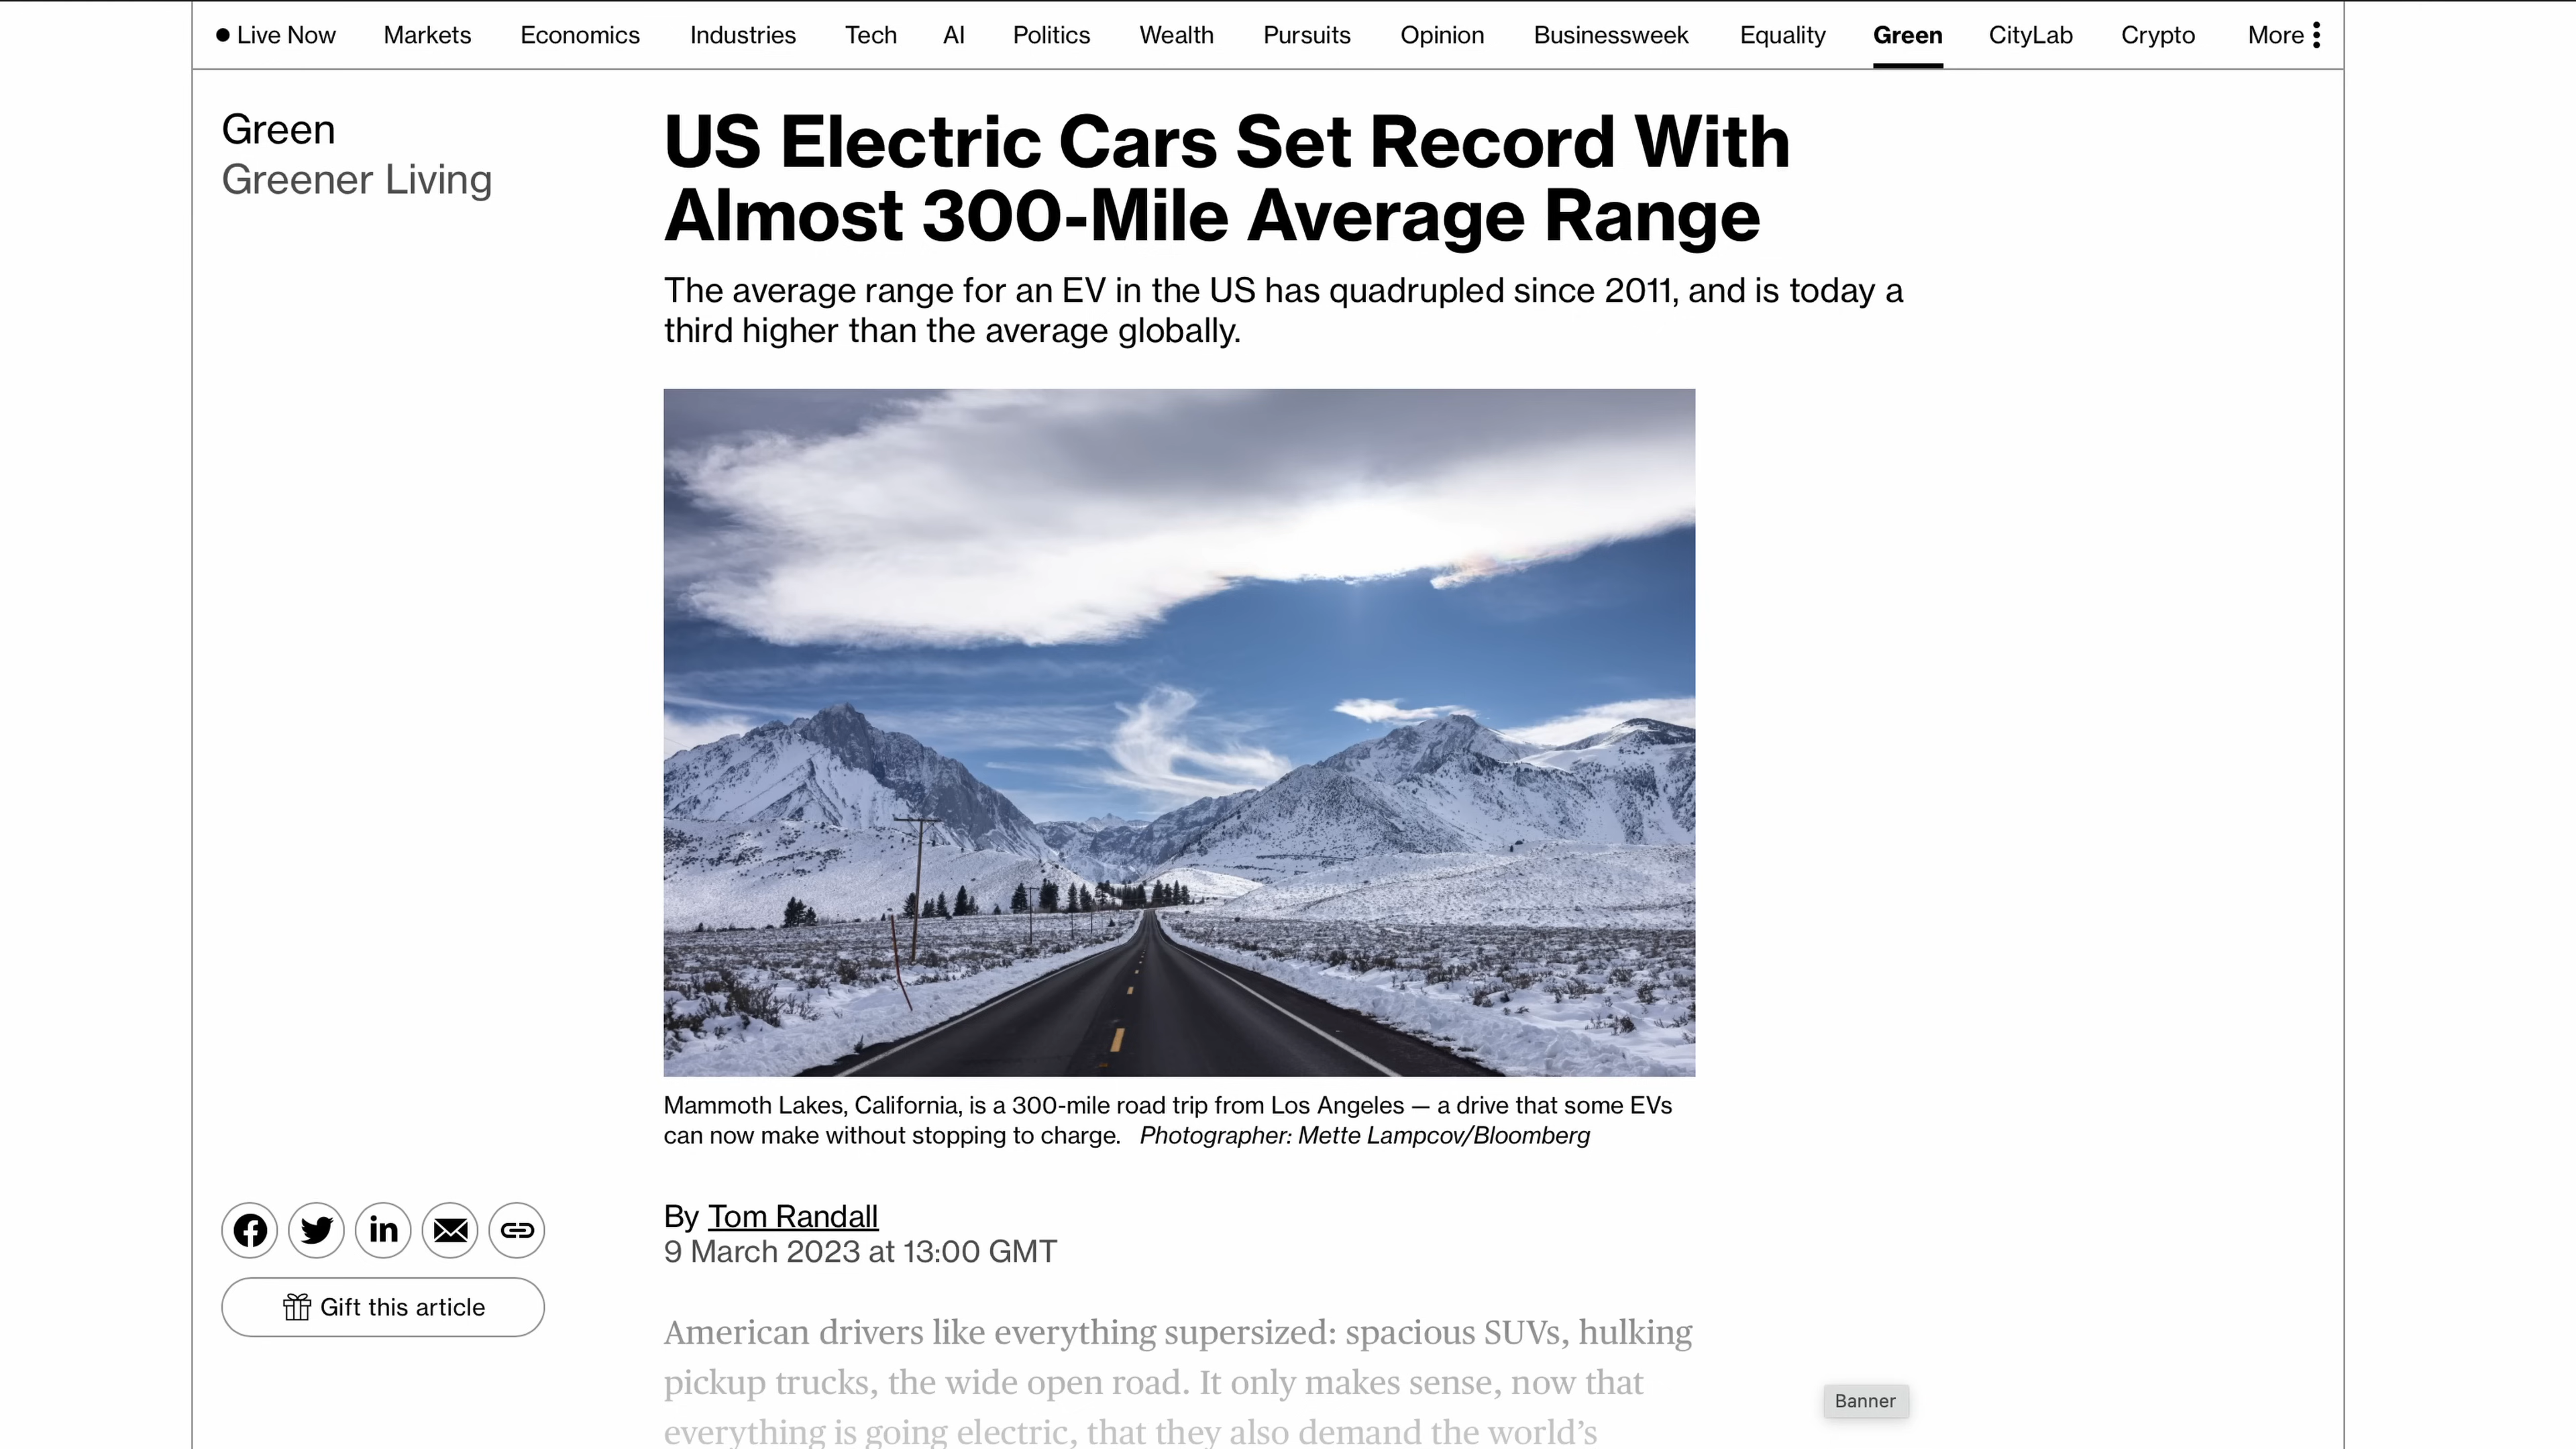 Live Now Markets Economics Industries Tech AI Politics Wealth Pursuits Opinion Businessweek Equality Green CityLab Crypto More
Green
Greener Living
US Electric Cars Set Record With
Almost 300-Mile Average Range
The average range for an EV in the US has quadrupled since 2011, and is today a
third higher than the average globally.
Mammoth Lakes, California, is a 300-mile road trip from Los Angeles — a drive that some EVs
can now make without stopping to charge. Photographer: Mette Lampcov/Bloomberg
By Tom Randall
9 March 2023 at 13:00 GMT
Gift this article
American drivers like everything supersized: spacious SUVs, hulking
pickup trucks, the wide open road. It only makes sense, now that
everything is going electric, that they also demand the world’s
Banner